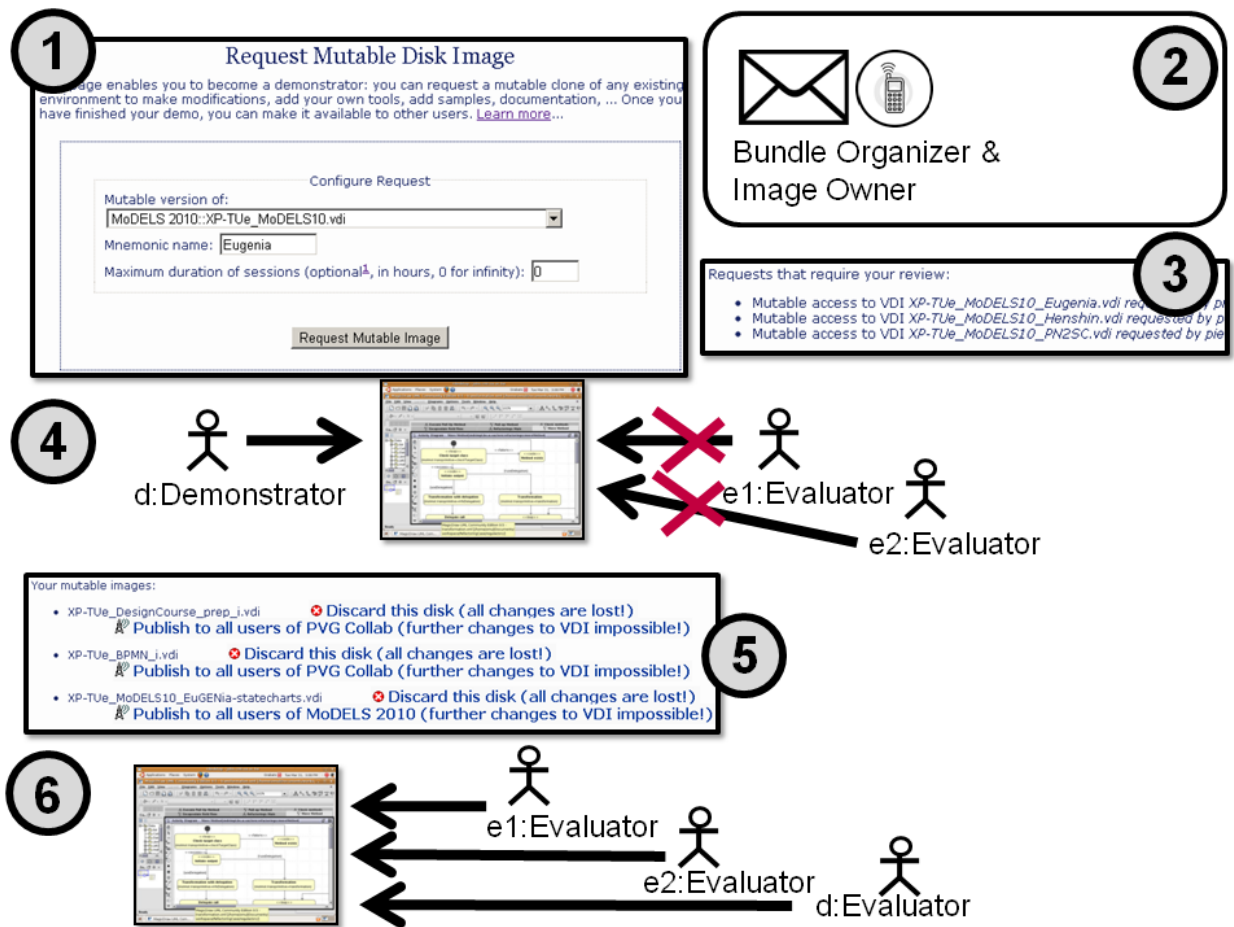 1
Request Mutable Disk Image
page enables you to become a demonstrator: you can request a mutable clone of any existing
environment to make modifications, add your own tools, add samples, documentation, ... Once you
have finished your demo, you can make it available to other users. Learn more...
Configure Request
Mutable version of:
MoDELS 2010::XP-TUe_MoDELS10.vdi
Mnemonic name: Eugenia
Maximum duration of sessions (optional1, in hours, 0 for infinity): 0
Request Mutable Image
2
Bundle Organizer &
Image Owner
3
Requests that require your review:
• Mutable access to VDI XP-TUe_MoDELS10_Eugenia.vdi requested by pi
• Mutable access to VDI XP-TUe_MoDELS10_Henshin.vdi requested by p
• Mutable access to VDI XP-TUe_MoDELS10_PN2SC.vdi requested by pie
4
d:Demonstrator
e1:Evaluator
e2:Evaluator
5
Your mutable images:
• XP-TUe_DesignCourse_prep_i.vdi Discard this disk (all changes are lost!)
Publish to all users of PVG Collab (further changes to VDI impossible!)
• XP-TUe_BPMN_i.vdi Discard this disk (all changes are lost!)
Publish to all users of PVG Collab (further changes to VDI impossible!)
• XP-TUe_MoDELS10_EuGENia-statecharts.vdi Discard this disk (all changes are lost!)
Publish to all users of MoDELS 2010 (further changes to VDI impossible!)
6
e1:Evaluator
e2:Evaluator
d:Evaluator